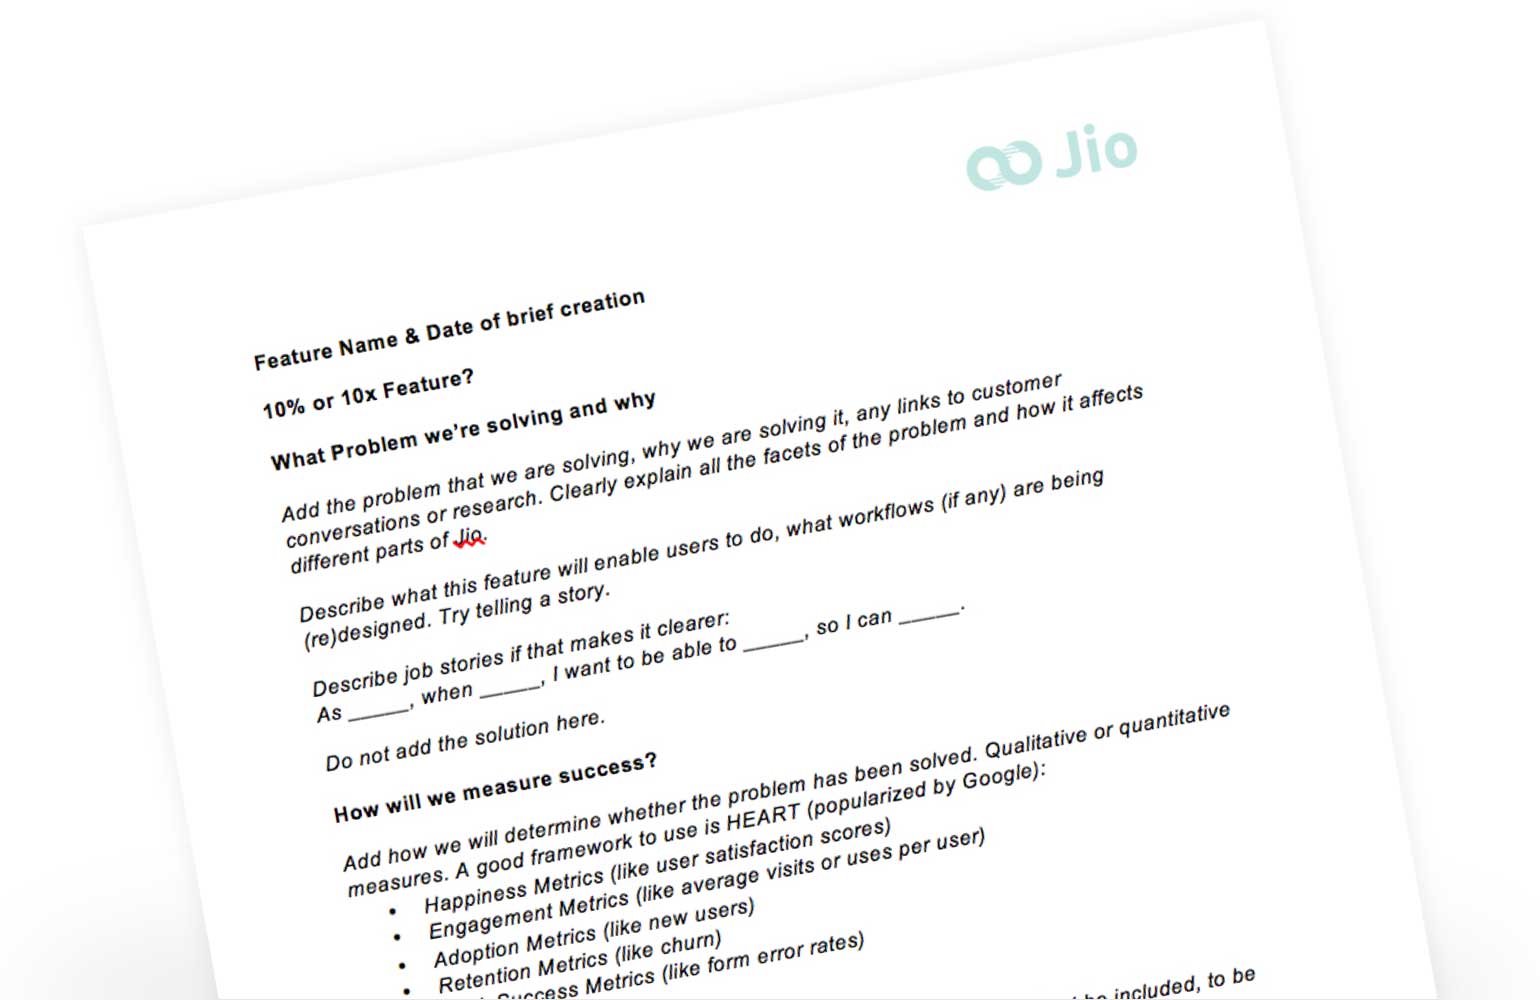 Jio
Feature Name & Date of brief creation
10% or 10x Feature?
What Problem we’re solving and why
Add the problem that we are solving, why we are solving it, any links to customer
conversations or research. Clearly explain all the facets of the problem and how it affects
different parts of Jio.
Describe what this feature will enable users to do, what workflows (if any) are being
(re)designed. Try telling a story.
Describe job stories if that makes it clearer:
As ______, when ______, I want to be able to ______, so I can ______.
Do not add the solution here.
How will we measure success?
Add how we will determine whether the problem has been solved. Qualitative or quantitative
measures. A good framework to use is HEART (popularized by Google):
• Happiness Metrics (like user satisfaction scores)
• Engagement Metrics (like average visits or uses per user)
• Adoption Metrics (like new users)
• Retention Metrics (like churn)
Success Metrics (like form error rates)
be included, to be